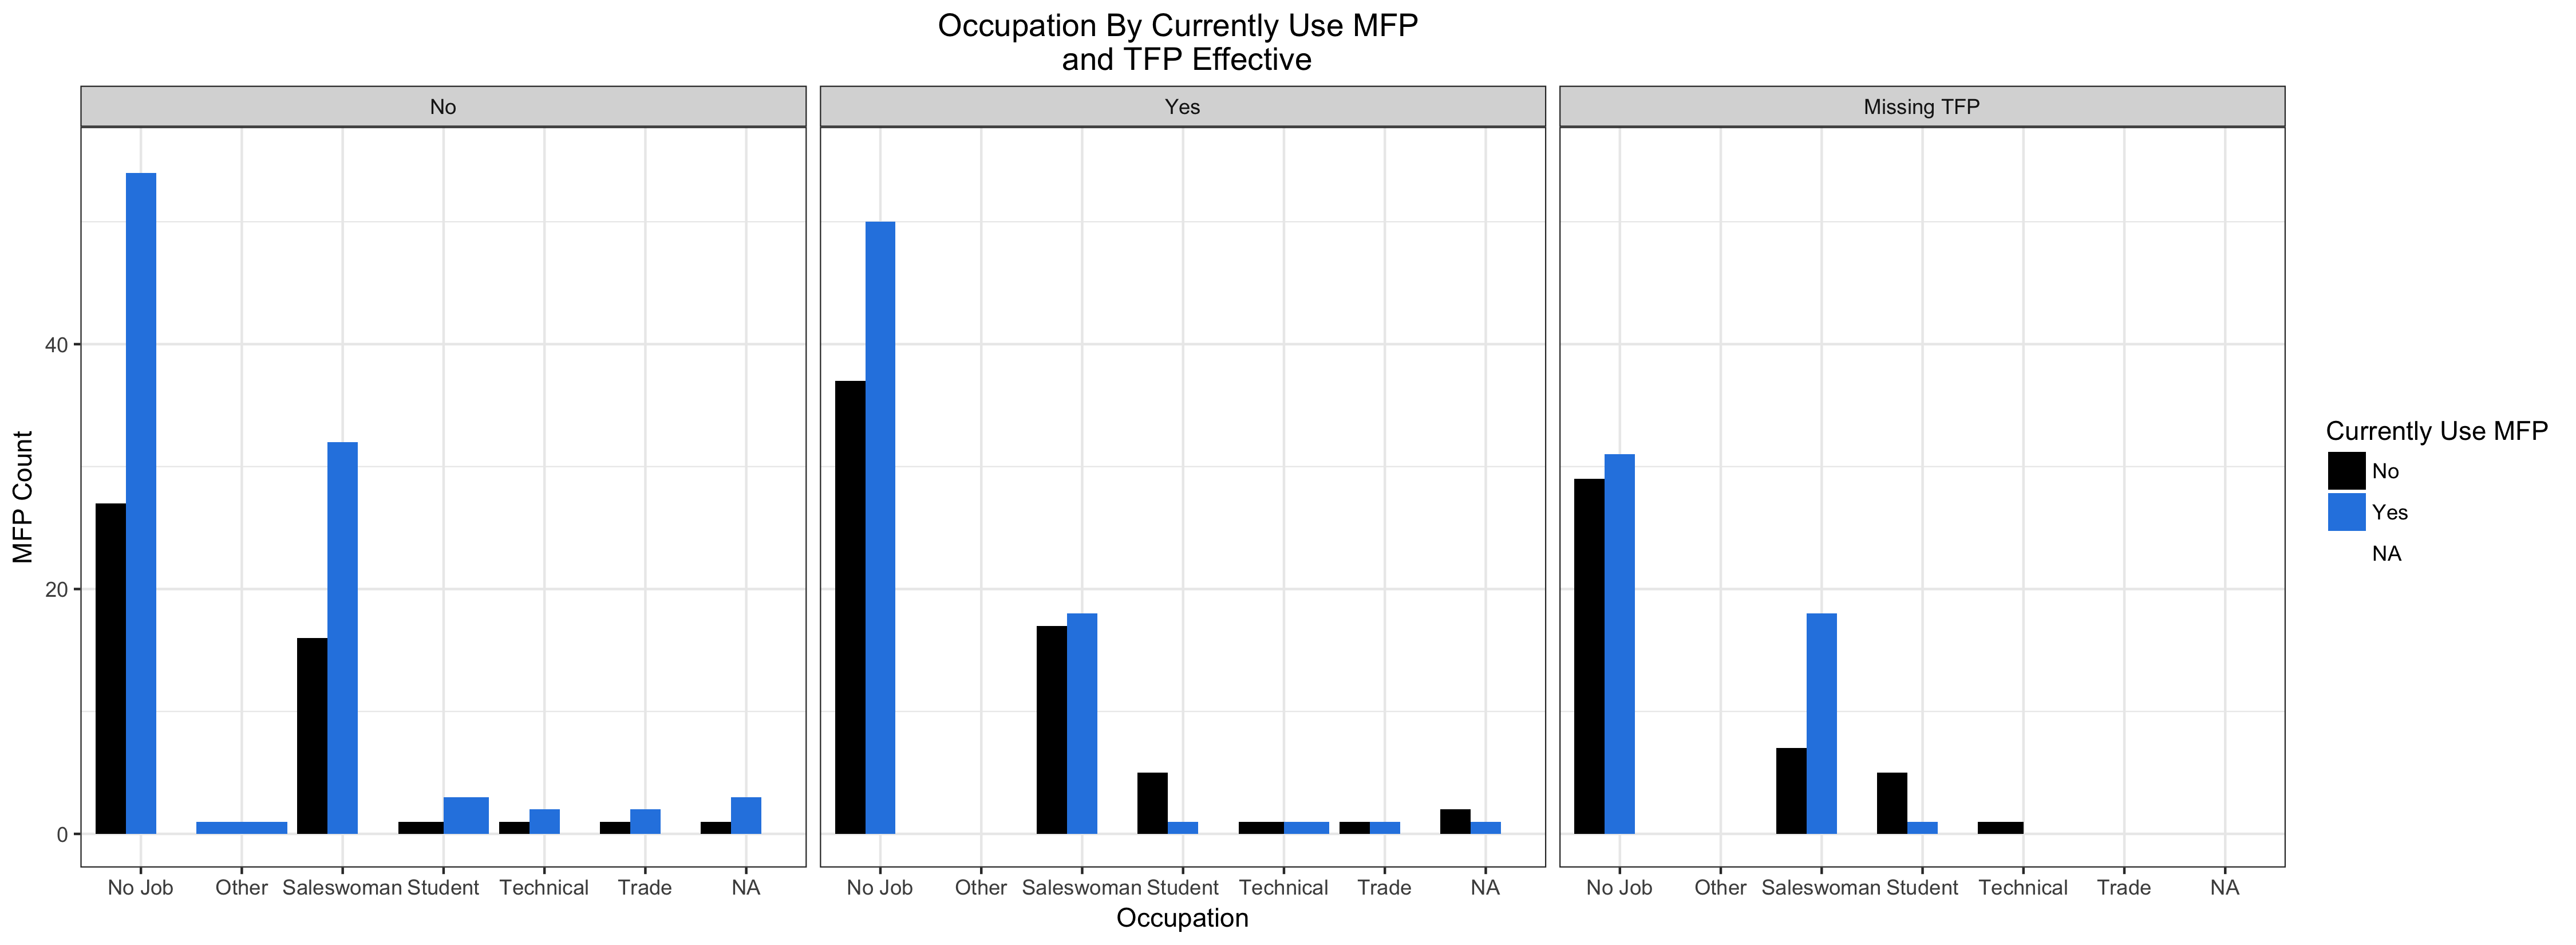 Occupation By Currently Use MFP
and TFP Effective
No
Yes
Missing TFP
MFP Count
40
20
0
No Job Other Saleswoman Student Technical Trade NA
No Job Other Saleswoman Student Technical Trade NA
No Job Other Saleswoman Student Technical Trade NA
Occupation
Currently Use MFP
No
Yes
NA